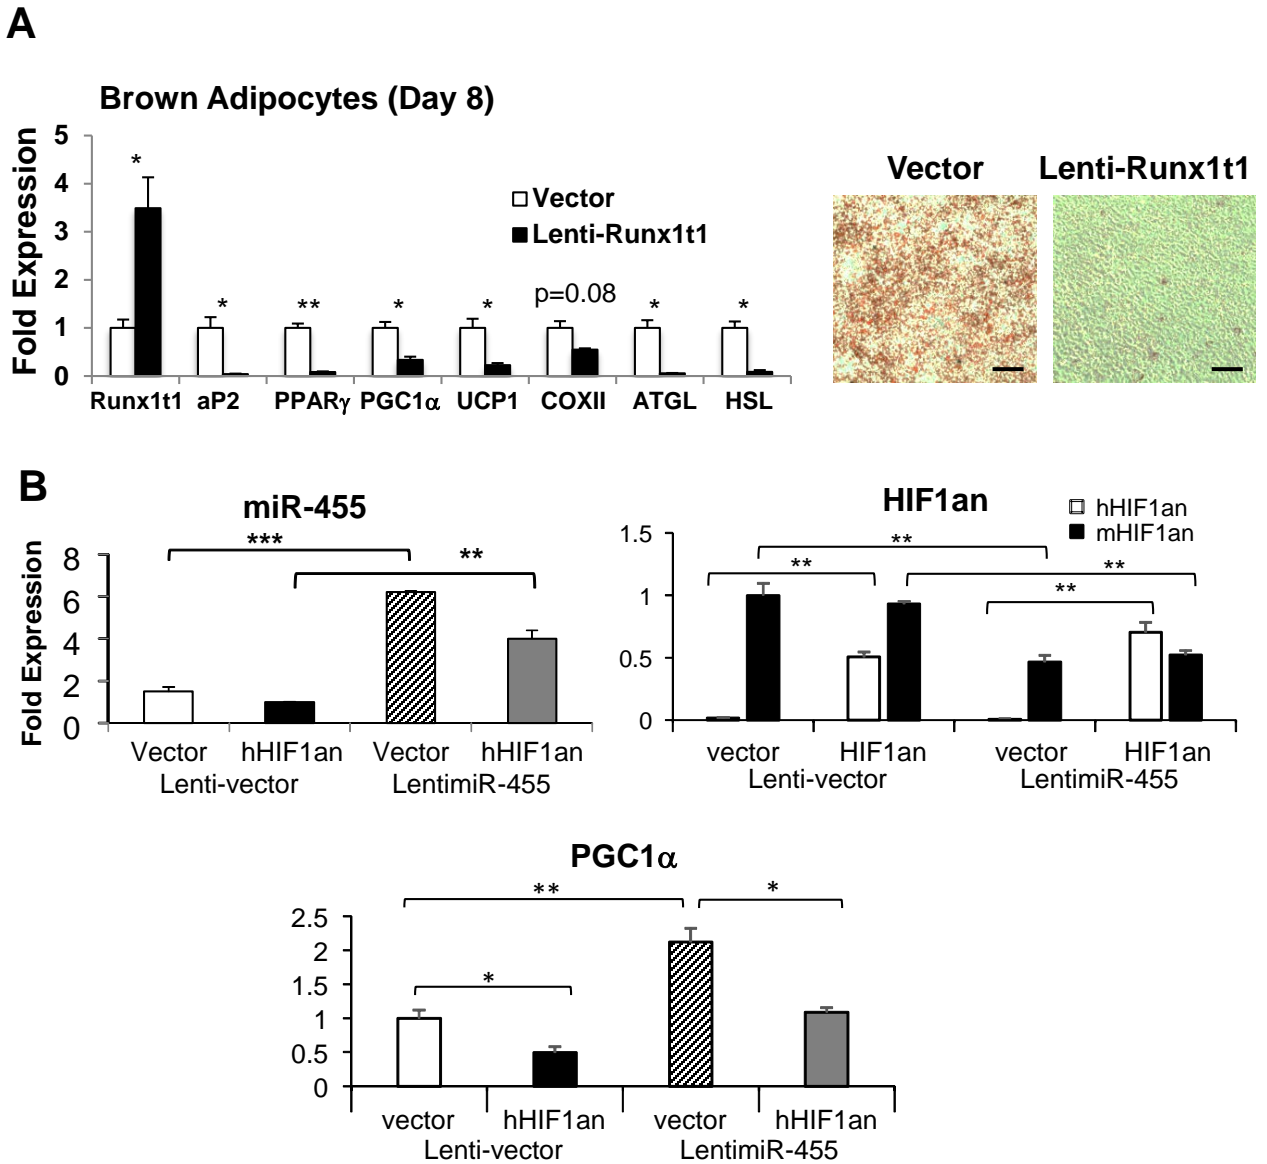 A
Brown Adipocytes (Day 8)
Fold Expression
5
4
3
2
1
0
*
*
**
*
*
p=0.08
*
*
Vector
Lenti-Runx1t1
Runx1t1 aP2 PPARγ PGC1α UCP1 COXII ATGL HSL
Vector Lenti-Runx1t1
B
miR-455
Fold Expression
8
6
4
2
0
***
**
Vector hHIF1an Vector hHIF1an
Lenti-vector LentimiR-455
HIF1an
hHIF1an
mHIF1an
1.5
1
0.5
0
**
**
**
**
vector HIF1an vector HIF1an
Lenti-vector LentimiR-455
PGC1α
2.5
2
1.5
1
0.5
0
**
*
*
vector hHIF1an vector hHIF1an
Lenti-vector LentimiR-455